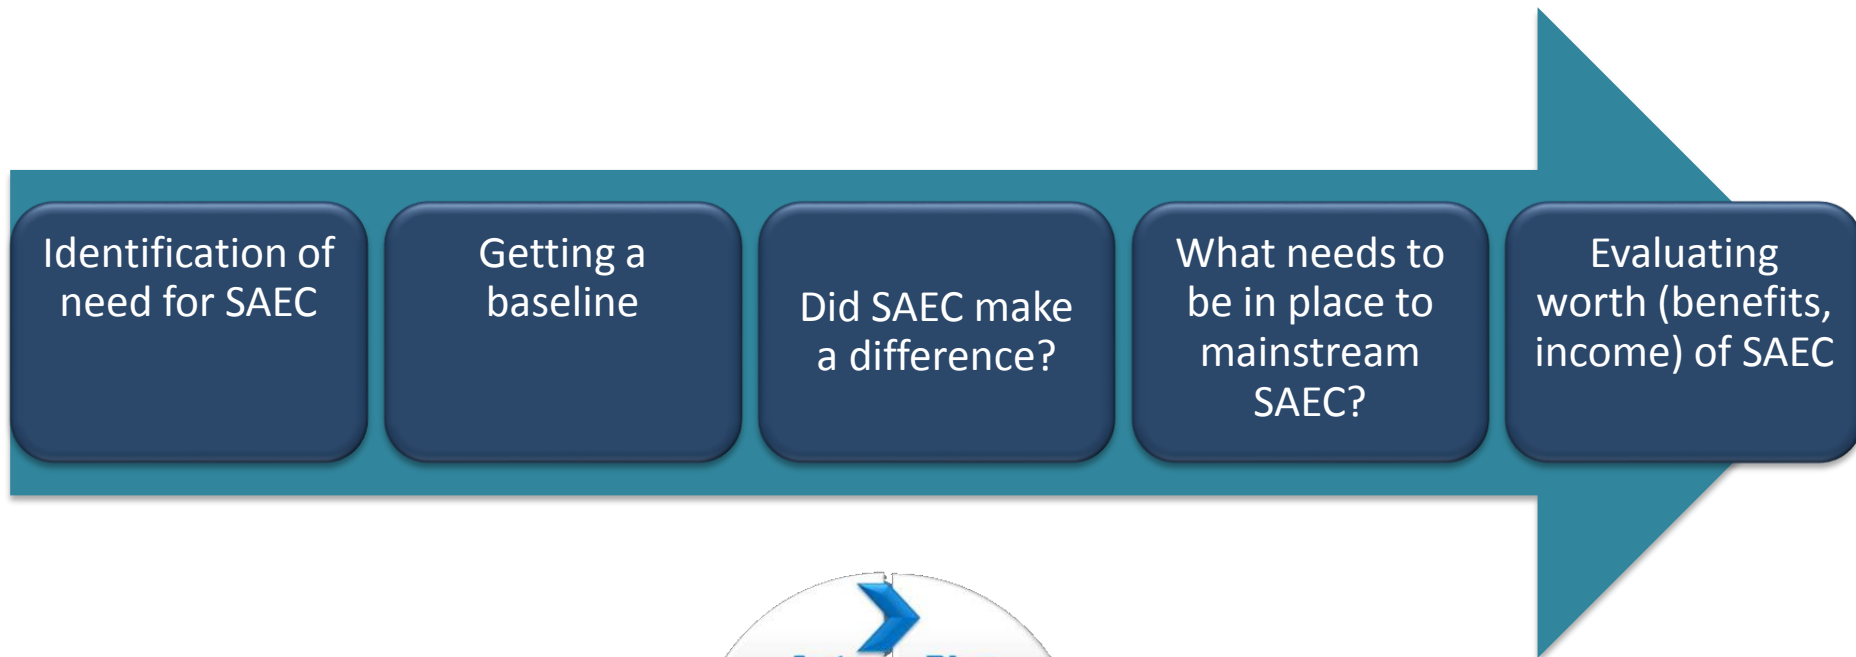 Identification of
need for SAEC
Getting a
baseline
Did SAEC make
a difference?
What needs to
be in place to
mainstream
SAEC?
Evaluating
worth (benefits,
income) of SAEC